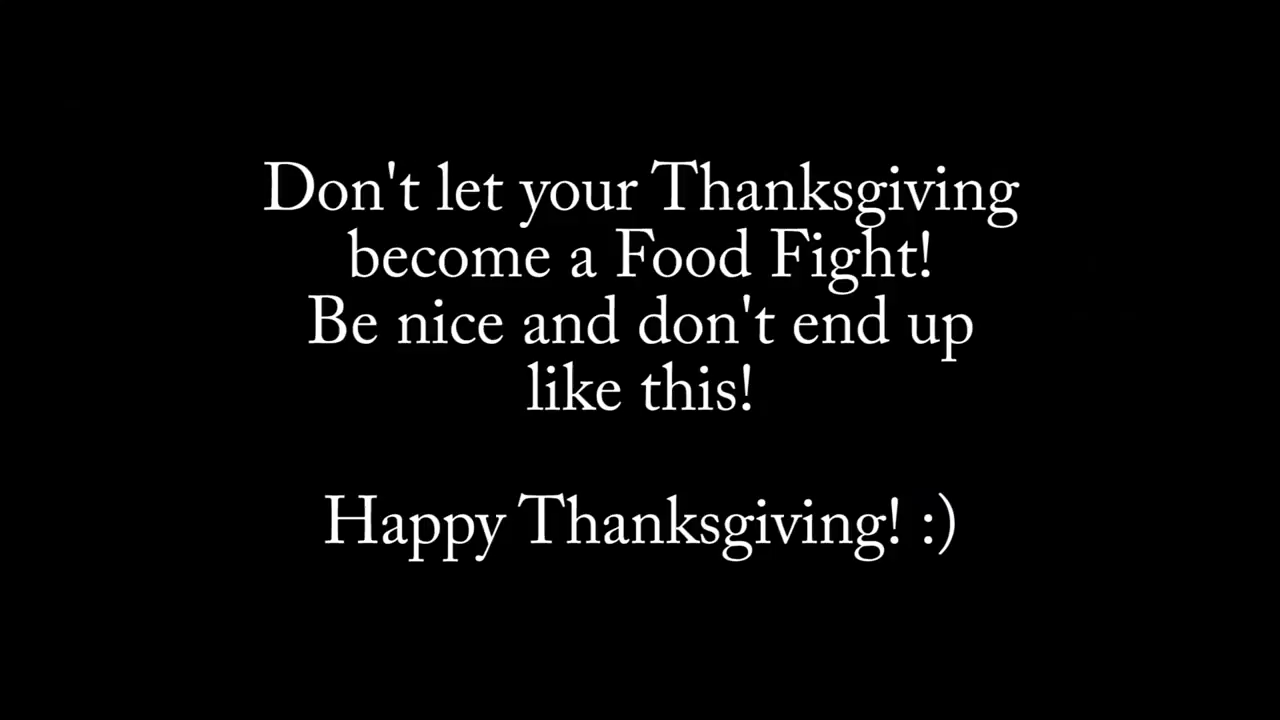 Don't let your Thanksgiving
become a Food Fight!
Be nice and don't end up
like this!
Happy Thanksgiving! :)